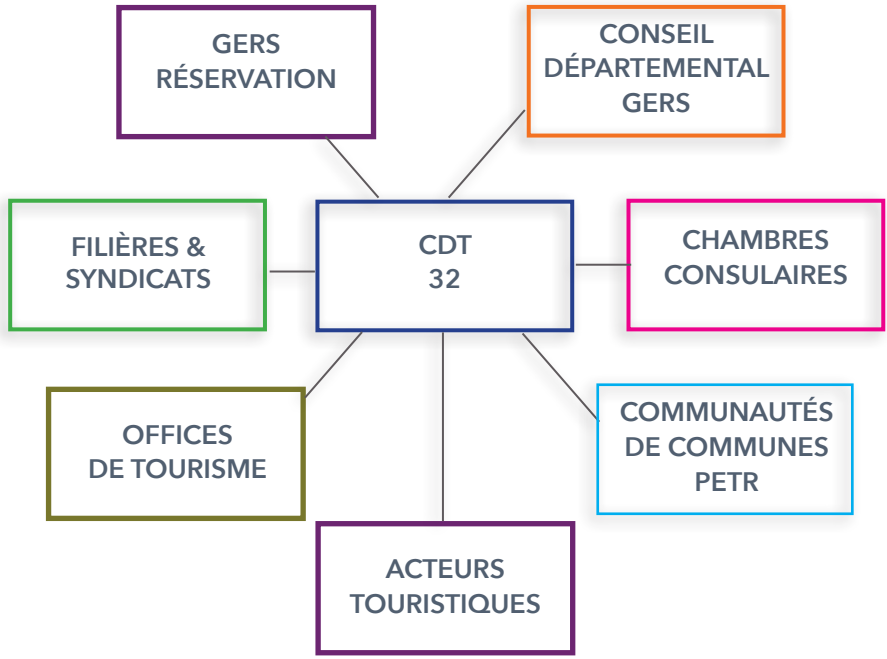 GERS
RÉSERVATION
CONSEIL
DÉPARTEMENTAL
GERS
FILIÈRES &
SYNDICATS
CDT
32
CHAMBRES
CONSULAIRES
OFFICES
DE TOURISME
COMMUNAUTÉS
DE COMMUNES
PETR
ACTEURS
TOURISTIQUES